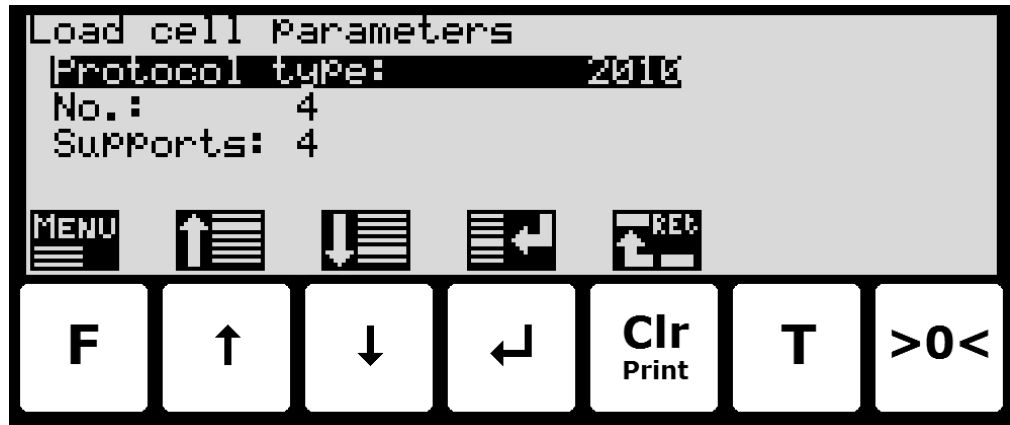 Load cell parameters
Protocol type: 2010
No.: 4
Supports: 4
MENU Ret
F ↑ ↓ ↵ Clr T >0<
Print